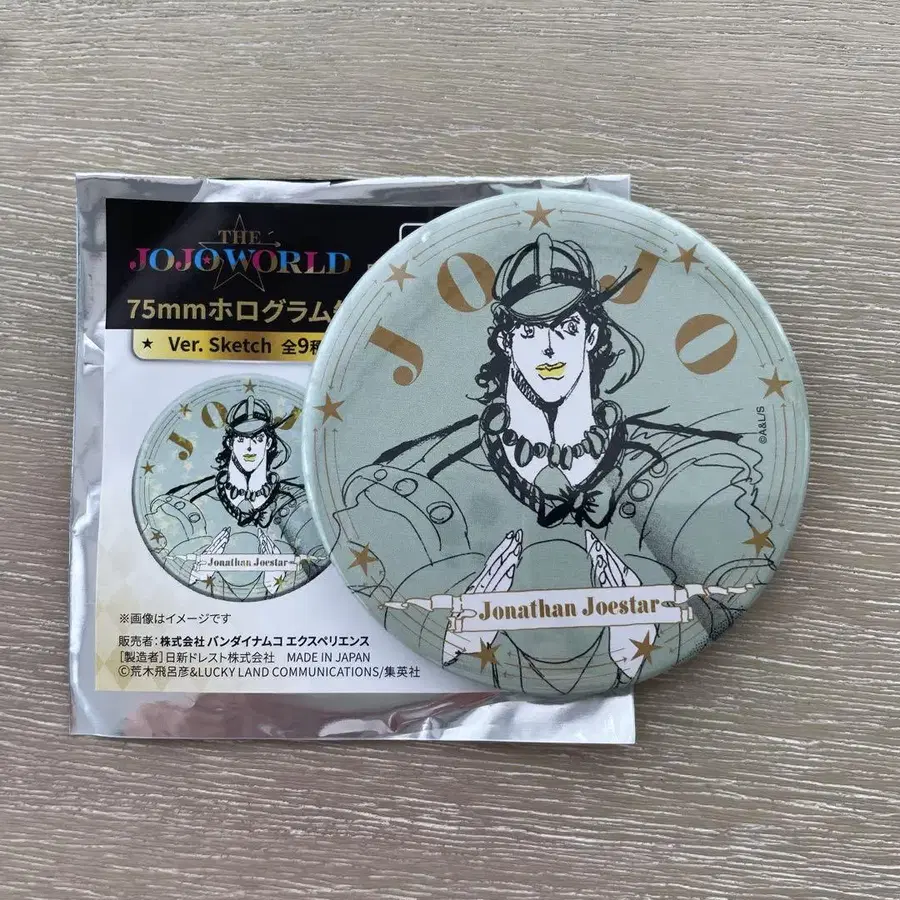 THE
JOJO WORLD
75mmホログラム
★ Ver. Sketch 全9種
JOJO
Jonathan Joestar
※画像はイメージです
販売者:株式会社 バンダイナムコ エクスペリエンス
[製造者]日新ドレスト株式会社 MADE IN JAPAN
©荒木飛呂彦&LUCKY LAND COMMUNICATIONS/集英社
JOJO
©A&L/S
Jonathan Joestar